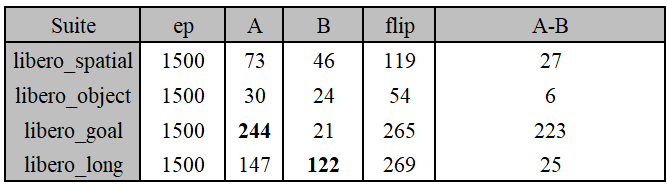 Suite ep A B flip A-B
libero_spatial 1500 73 46 119 27
libero_object 1500 30 24 54 6
libero_goal 1500 244 21 265 223
libero_long 1500 147 122 269 25